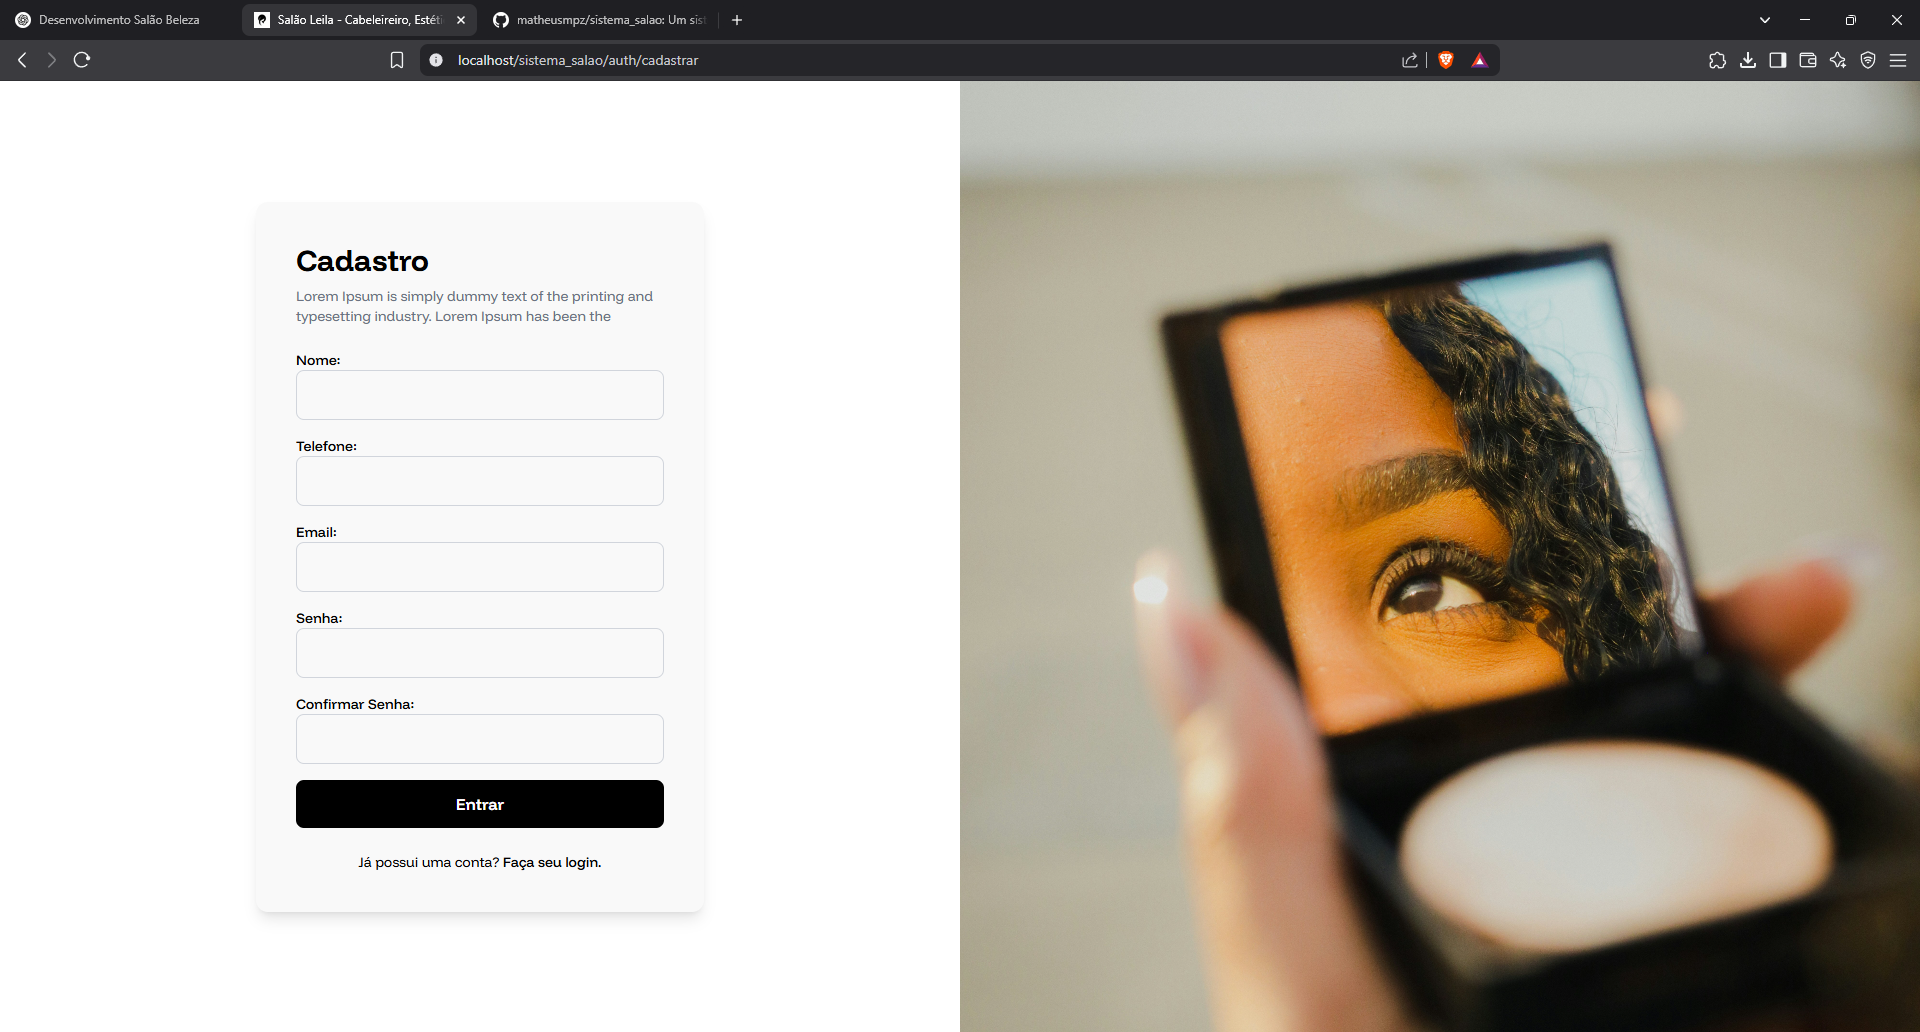 Desenvolvimento Salão Beleza
Salão Leila - Cabeleireiro, Estéti
matheusmpz/sistema_salao: Um sist
localhost/sistema_salao/auth/cadastrar
Cadastro
Lorem Ipsum is simply dummy text of the printing and
typesetting industry. Lorem Ipsum has been the
Nome:
Telefone:
Email:
Senha:
Confirmar Senha:
Entrar
Já possui uma conta? Faça seu login.